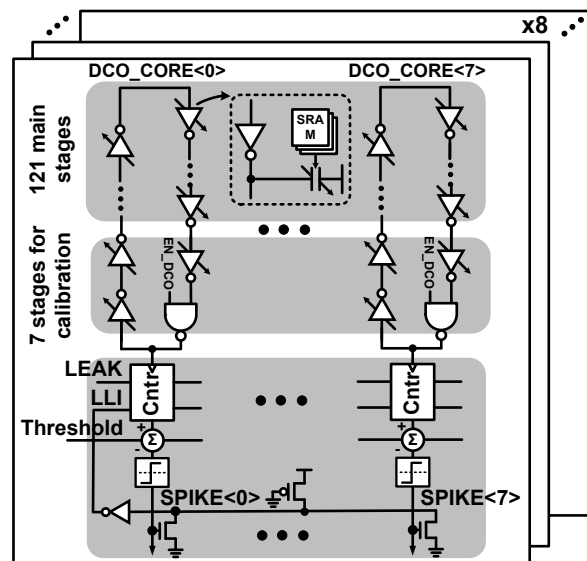 x8
DCO_CORE<0>
DCO_CORE<7>
121 main
stages
SRA
M
7 stages for
calibration
EN_DCO
EN_DCO
LEAK
LLI
Cntr
Cntr
Threshold
+
Σ
-
+
Σ
-
SPIKE<0>
SPIKE<7>